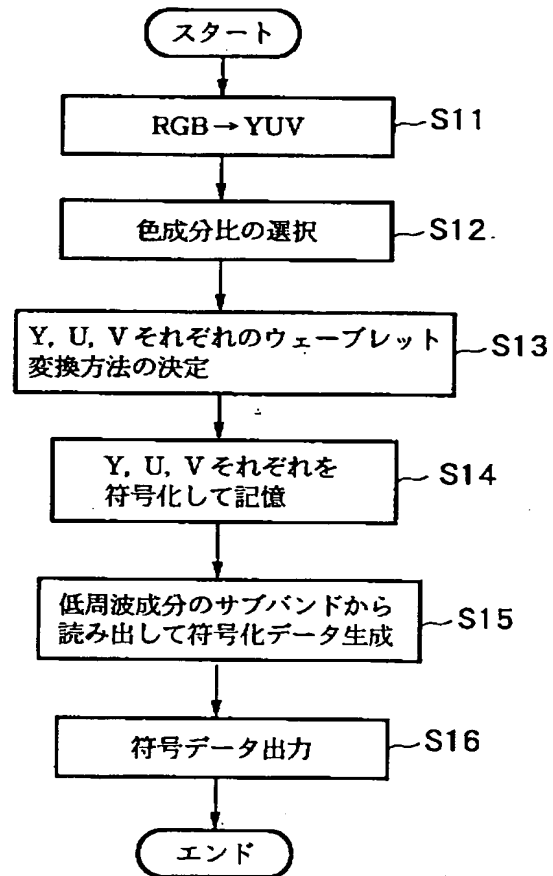 スタート
RGB→YUV
S11
色成分比の選択
S12
Y, U, Vそれぞれのウェーブレット
変換方法の決定
S13
Y, U, Vそれぞれを
符号化して記憶
S14
低周波成分のサブバンドから
読み出して符号化データ生成
S15
符号データ出力
S16
エンド